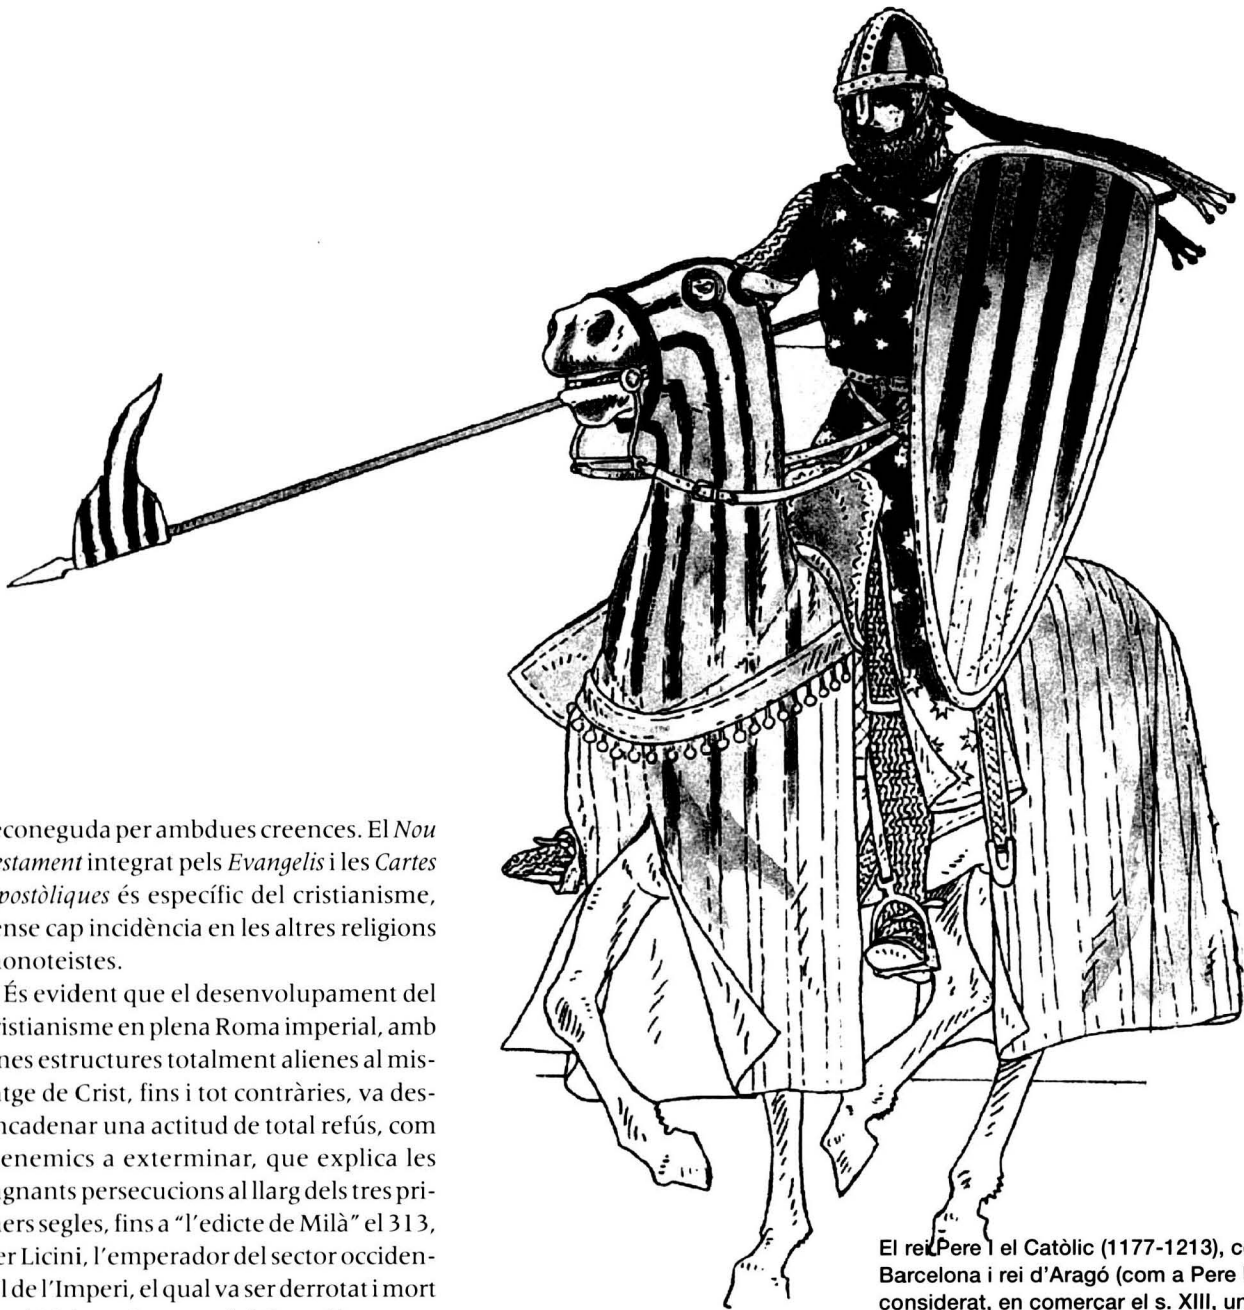 econeguda per ambdues creences. El Nou
estament integrat pels Evangelis i les Cartes
postòliques és específic del cristianisme,
ense cap incidència en les altres religions
onoteistes.
És evident que el desenvolupament del
ristianisme en plena Roma imperial, amb
nes estructures totalment alienes al mis-
tge de Crist, fins i tot contràries, va des-
ncadenar una actitud de total refús, com
enemics a exterminar, que explica les
gnants persecucions al llarg dels tres pri-
ers segles, fins a "l'edicte de Milà" el 313,
er Licini, l'emperador del sector occiden-
l de l'Imperi, el qual va ser derrotat i mort
El rei Pere I el Catòlic (1177-1213), c
Barcelona i rei d'Aragó (com a Pere
considerat, en comercar el s. XIII, un